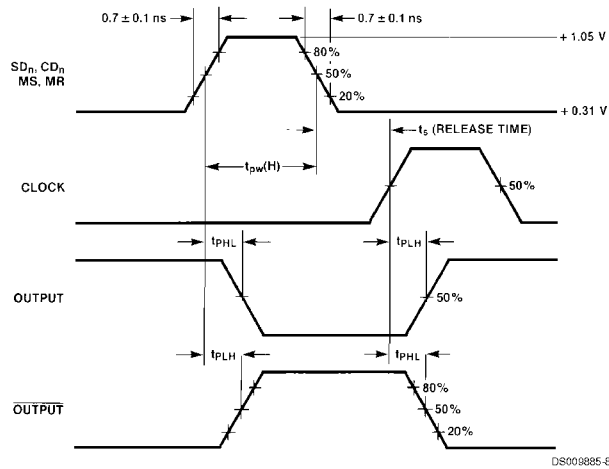 0.7 ± 0.1 ns
0.7 ± 0.1 ns
+ 1.05 V
SDn, CDn
MS, MR
80%
50%
20%
+ 0.31 V
ts (RELEASE TIME)
tpw(H)
CLOCK
50%
tPHL
tPLH
OUTPUT
50%
tPLH
tPHL
OUTPUT
80%
50%
20%
DS009885-8